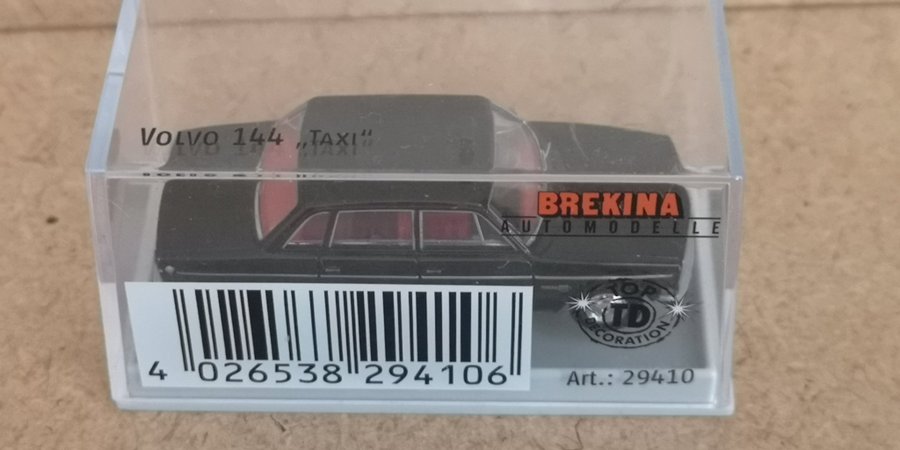 Volvo 144 „Taxi“
BREKINA
AUTOMODELLE
TOP
TD
DECORATION
4 026538 294106
Art.: 29410